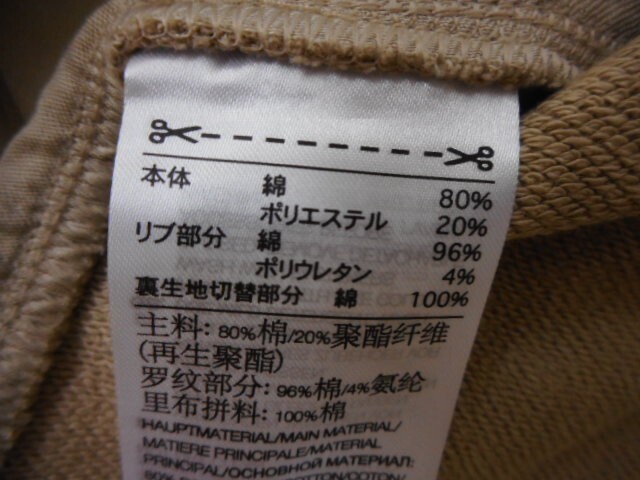 本体 綿 80%
ポリエステル 20%
リブ部分 綿 96%
ポリウレタン 4%
裏生地切替部分 綿 100%
主料: 80%棉/20%聚酯纤维
(再生聚酯)
罗纹部分: 96%棉/4%氨纶
里布拼料: 100%棉
HAUPTMATERIAL/MAIN MATERIAL/
MATIERE PRINCIPALE/MATERIAL
PRINCIPAL/ОСНОВНОЙ МАТЕРИАЛ: